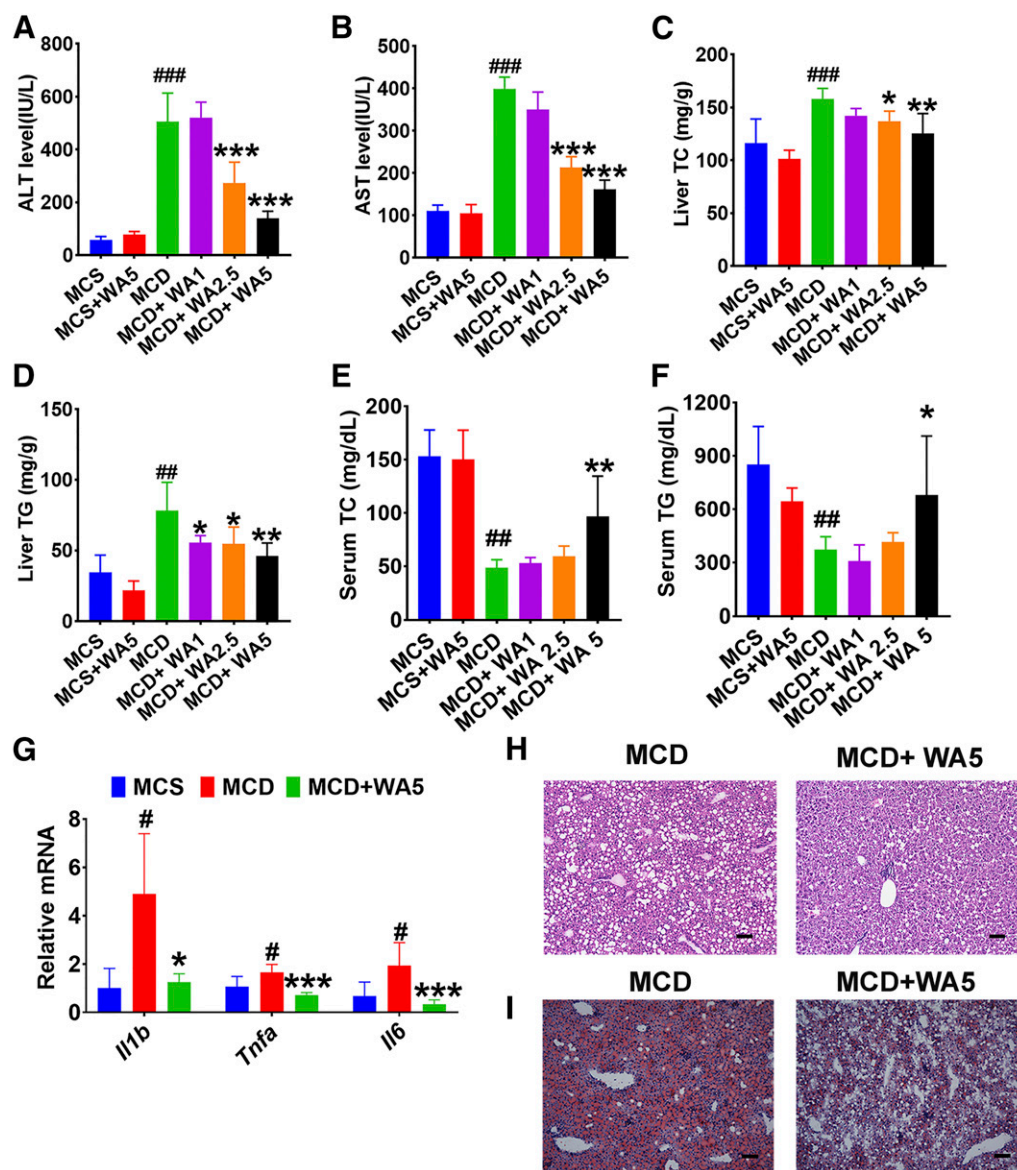 A
ALT level(IU/L)
800
600
400
200
0
###
***
***
MCS
MCS+WA5
MCD
MCD+ WA1
MCD+ WA2.5
MCD+ WA5
B
AST level(IU/L)
500
400
300
200
100
0
###
***
***
MCS
MCS+WA5
MCD
MCD+ WA1
MCD+ WA2.5
MCD+ WA5
C
Liver TC (mg/g)
200
150
100
50
0
###
*
**
MCS
MCS+WA5
MCD
MCD+ WA1
MCD+ WA2.5
MCD+ WA5
D
Liver TG (mg/g)
150
100
50
0
##
*
*
**
MCS
MCS+WA5
MCD
MCD+ WA1
MCD+ WA2.5
MCD+ WA5
E
Serum TC (mg/dL)
200
150
100
50
0
##
**
MCS
MCS+WA5
MCD
MCD+ WA1
MCD+ WA 2.5
MCD+ WA 5
F
Serum TG (mg/dL)
1200
900
600
300
0
##
*
MCS
MCS+WA5
MCD
MCD+ WA1
MCD+ WA 2.5
MCD+ WA 5
G
MCS MCD MCD+WA5
Relative mRNA
8
6
4
2
0
#
*
#
***
#
***
Il1b
Tnfa
Il6
H
MCD
MCD+ WA5
I
MCD
MCD+WA5